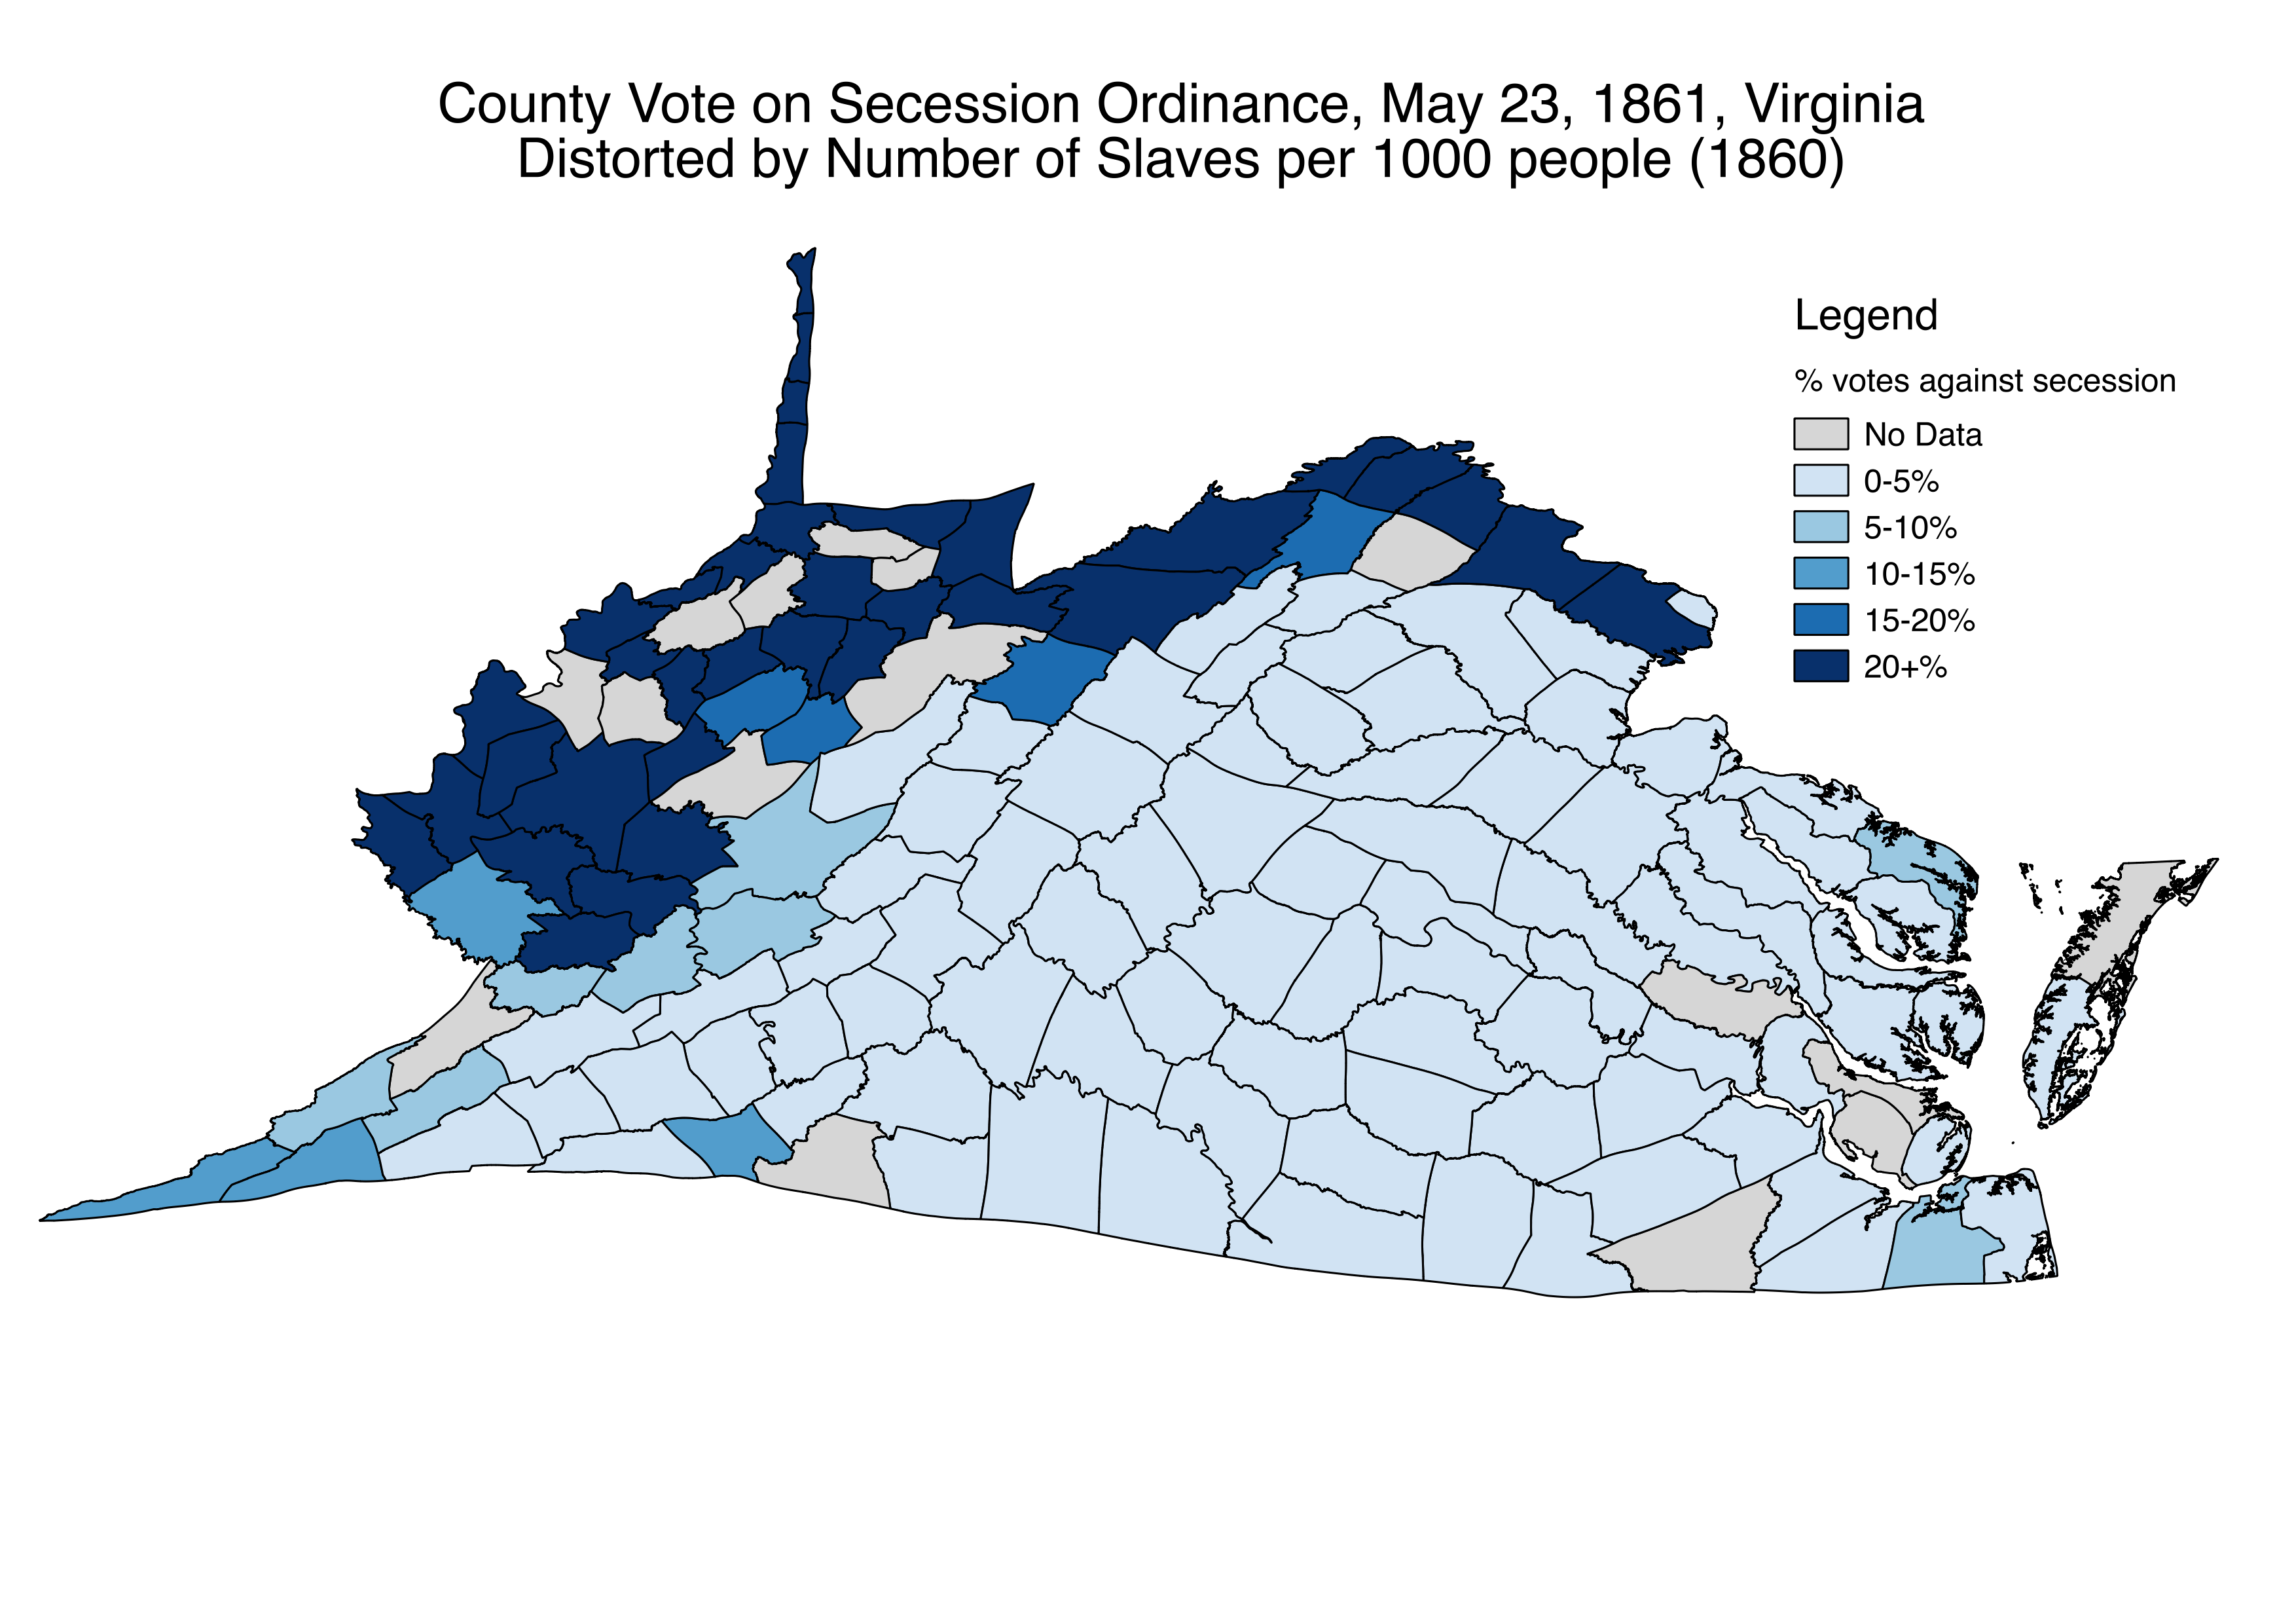 County Vote on Secession Ordinance, May 23, 1861, Virginia
Distorted by Number of Slaves per 1000 people (1860)
Legend
% votes against secession
No Data
0-5%
5-10%
10-15%
15-20%
20+%